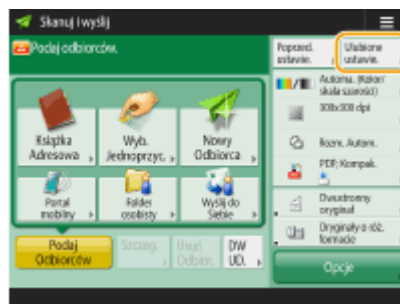 Skanuj i wyślij
Podaj odbiorców.
Poprzed. ustawie.
Ulubione ustawie.
Książka Adresowa
Wyb. Jednoprzyc.
Nowy Odbiorca
Portal mobilny
Folder osobisty
Wyślij do Siebie
Podaj Odbiorców
Szczeg.
Usuń Odbior.
DW UD.
Automa. (Kolor/ skala szarości)
300x300 dpi
Rozm. Autom.
PDF; Kompak.
Dwustronny oryginał
Oryginały o róż. formacie
Opcje